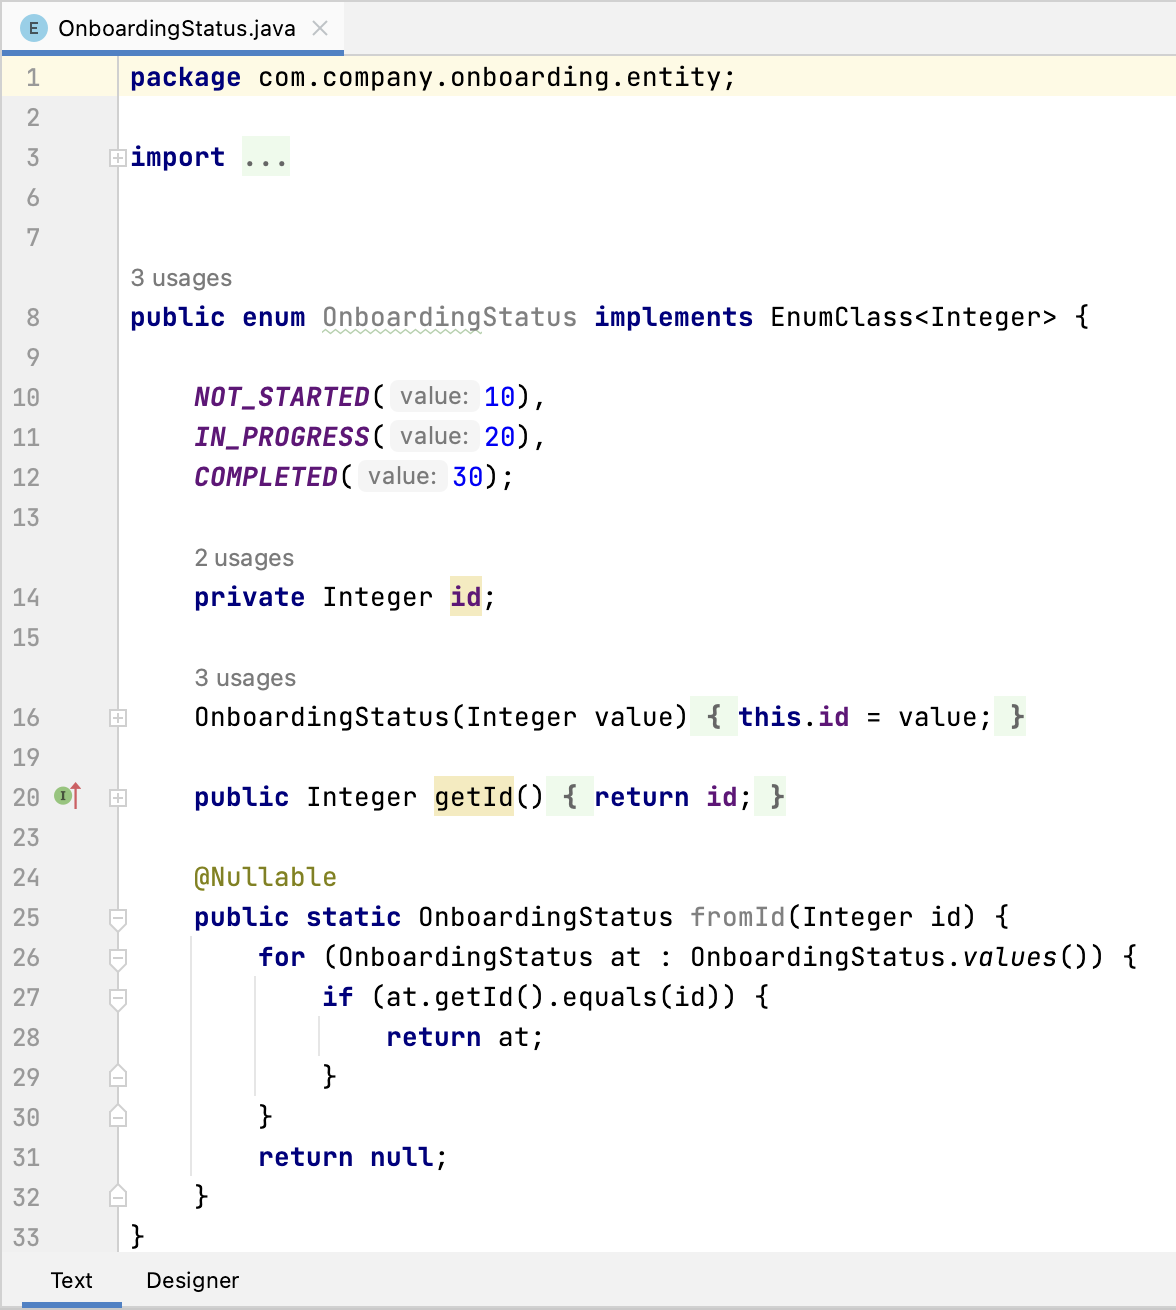 E OnboardingStatus.java
1 package com.company.onboarding.entity;
2
3 import ...
6
7
3 usages
8 public enum OnboardingStatus implements EnumClass<Integer> {
9
10 NOT_STARTED( value: 10),
11 IN_PROGRESS( value: 20),
12 COMPLETED( value: 30);
13
2 usages
14 private Integer id;
15
3 usages
16 OnboardingStatus(Integer value) { this.id = value; }
19
20 I public Integer getId() { return id; }
23
24 @Nullable
25 public static OnboardingStatus fromId(Integer id) {
26 for (OnboardingStatus at : OnboardingStatus.values()) {
27 if (at.getId().equals(id)) {
28 return at;
29 }
30 }
31 return null;
32 }
33 }
Text Designer